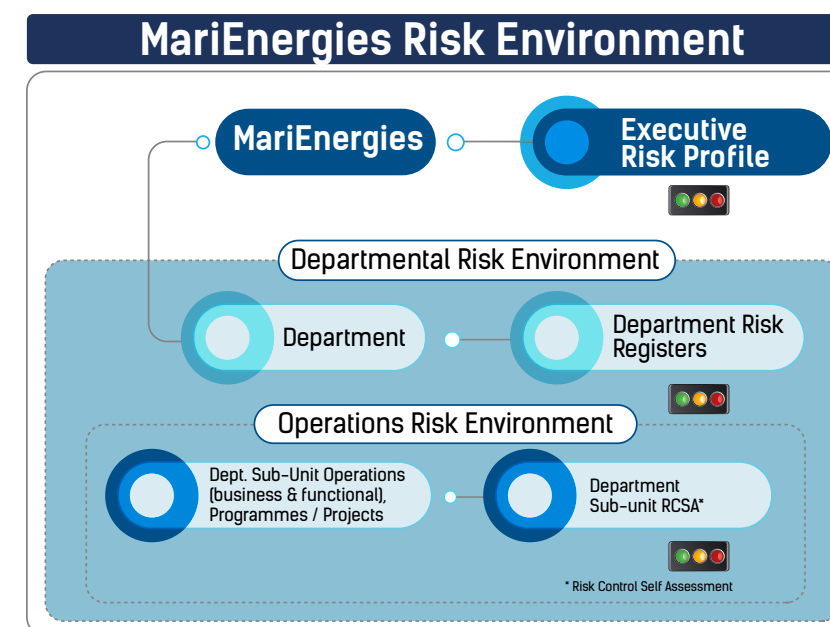 MariEnergies Risk Environment
MariEnergies
Executive
Risk Profile
Departmental Risk Environment
Department
Department Risk
Registers
Operations Risk Environment
Dept. Sub-Unit Operations
(business & functional),
Programmes / Projects
Department
Sub-unit RCSA*
* Risk Control Self Assessment